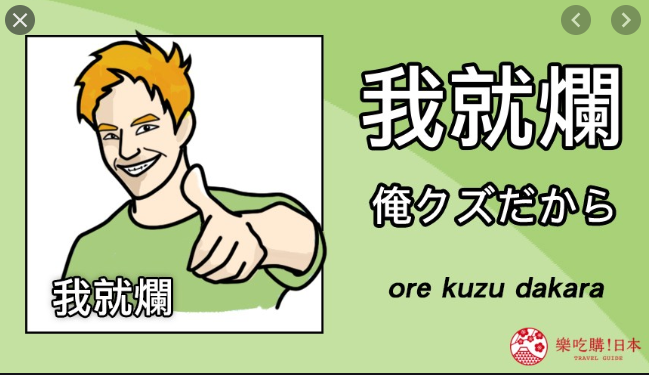 我就爛
俺クズだから
ore kuzu dakara
我就爛
樂吃購!日本
TRAVEL GUIDE